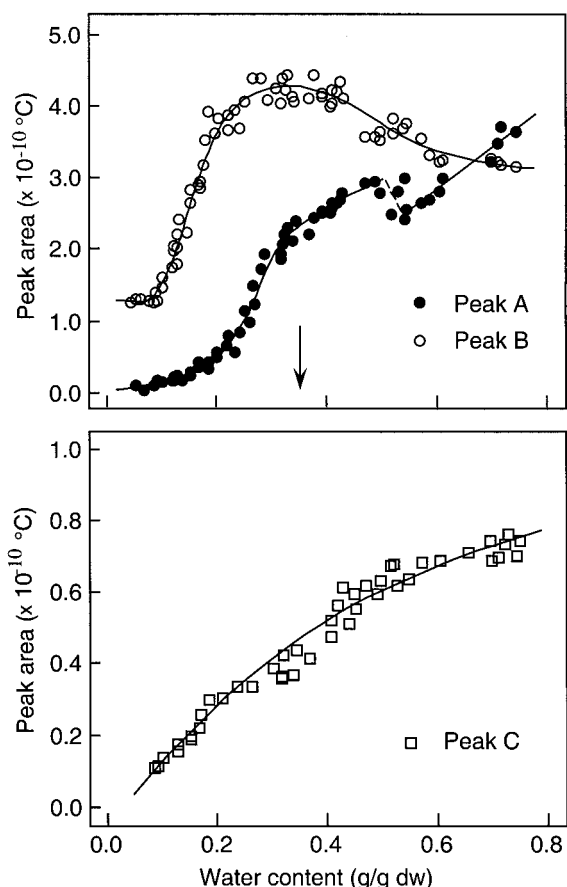 5.0
4.0
3.0
2.0
1.0
0.0
Peak area (x 10-10 °C)
Peak A
Peak B
1.0
0.8
0.6
0.4
0.2
0.0
Peak area (x 10-10 °C)
Peak C
0.0 0.2 0.4 0.6 0.8
Water content (g/g dw)